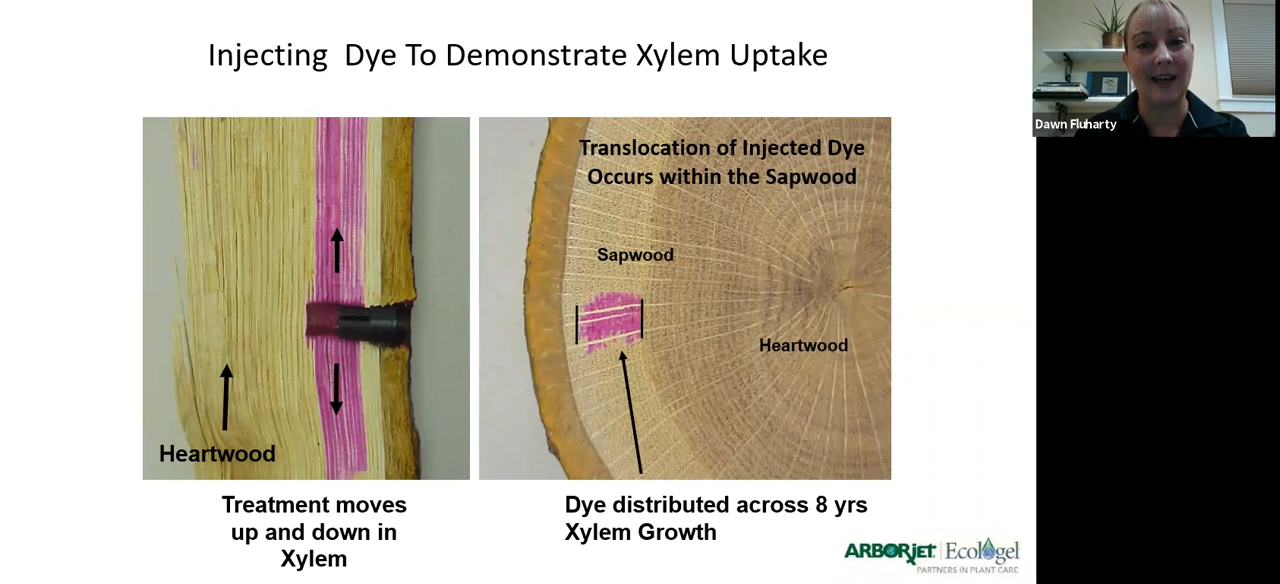 Injecting Dye To Demonstrate Xylem Uptake
Dawn Fluharty
Heartwood
Translocation of Injected Dye
Occurs within the Sapwood
Sapwood
Heartwood
Treatment moves
up and down in
Xylem
Dye distributed across 8 yrs
Xylem Growth
ARBORjet Ecologel
PARTNERS IN PLANT CARE